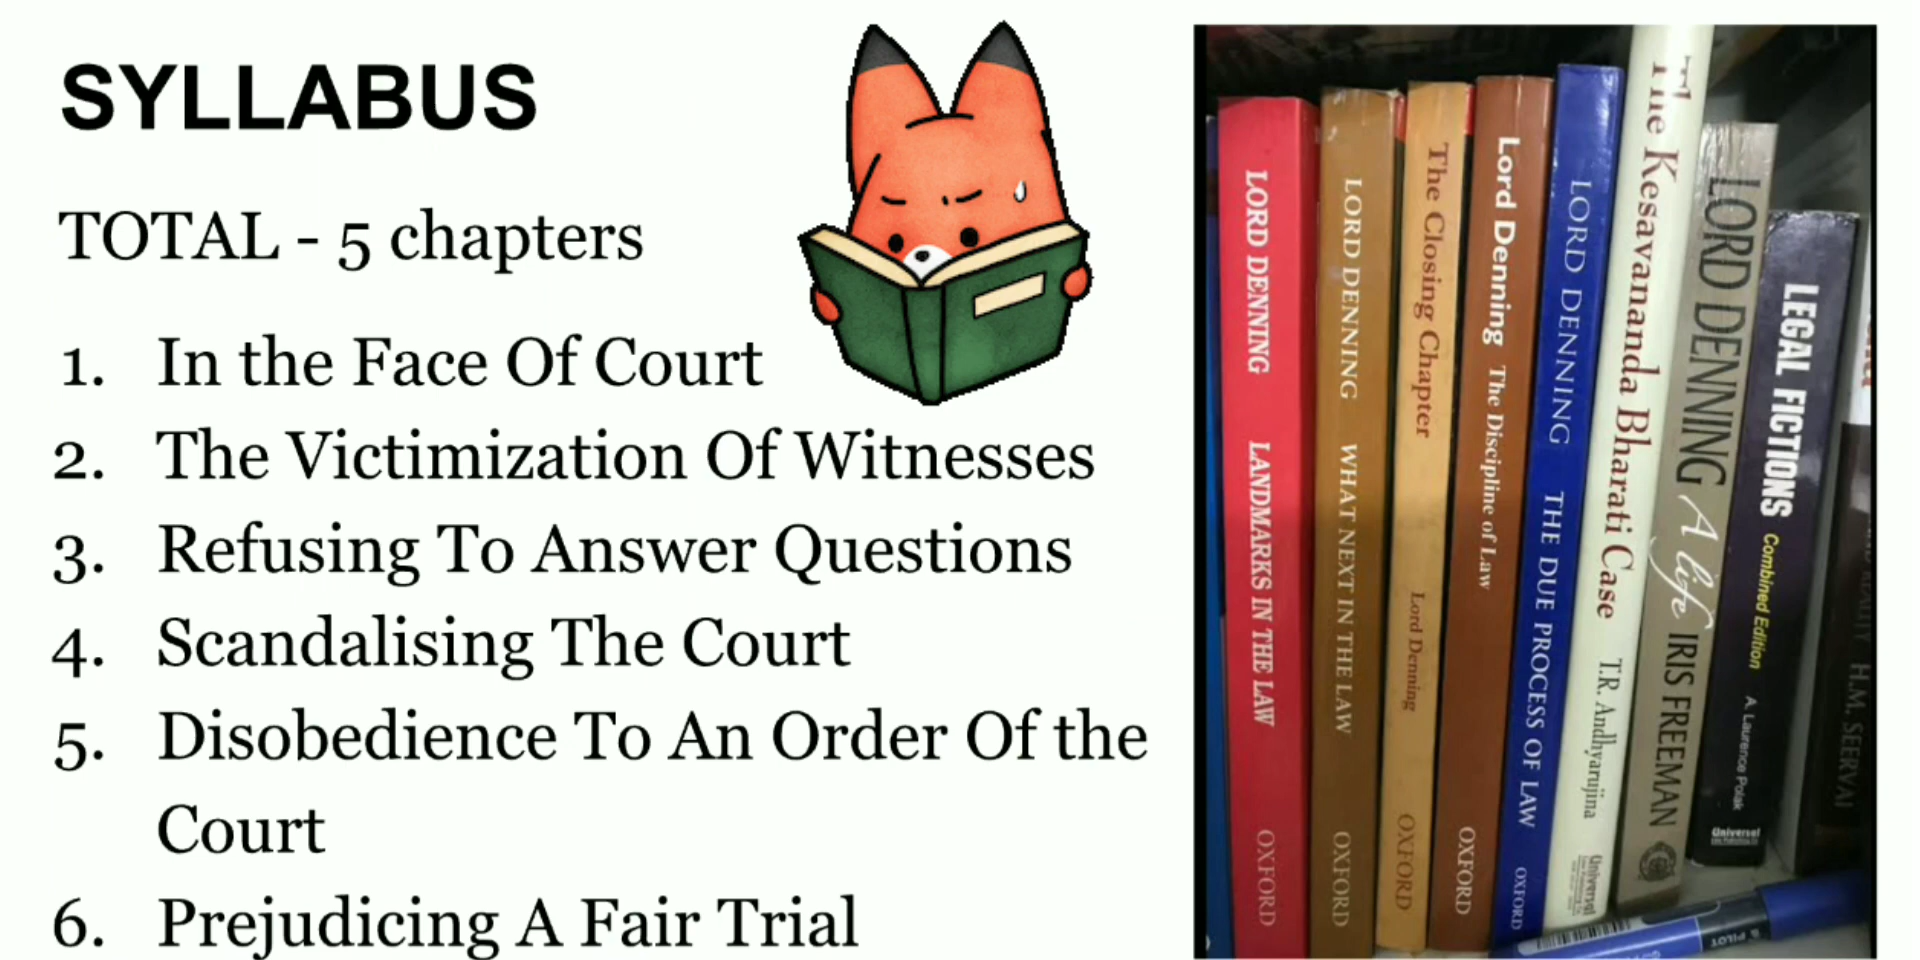 SYLLABUS
TOTAL - 5 chapters
1. In the Face Of Court
2. The Victimization Of Witnesses
3. Refusing To Answer Questions
4. Scandalising The Court
5. Disobedience To An Order Of the
Court
6. Prejudicing A Fair Trial
LORD DENNING LANDMARKS IN THE LAW OXFORD
LORD DENNING WHAT NEXT IN THE LAW OXFORD
The Closing Chapter Lord Denning OXFORD
Lord Denning The Discipline of Law OXFORD
LORD DENNING THE DUE PROCESS OF LAW OXFORD
The Kesavananda Bharati Case T.R. Andhyarujina Universal
LORD DENNING A life IRIS FREEMAN
LEGAL FICTIONS Combined Edition A. Laurence Polak Universal
H.M. SEERVAI
PILOT